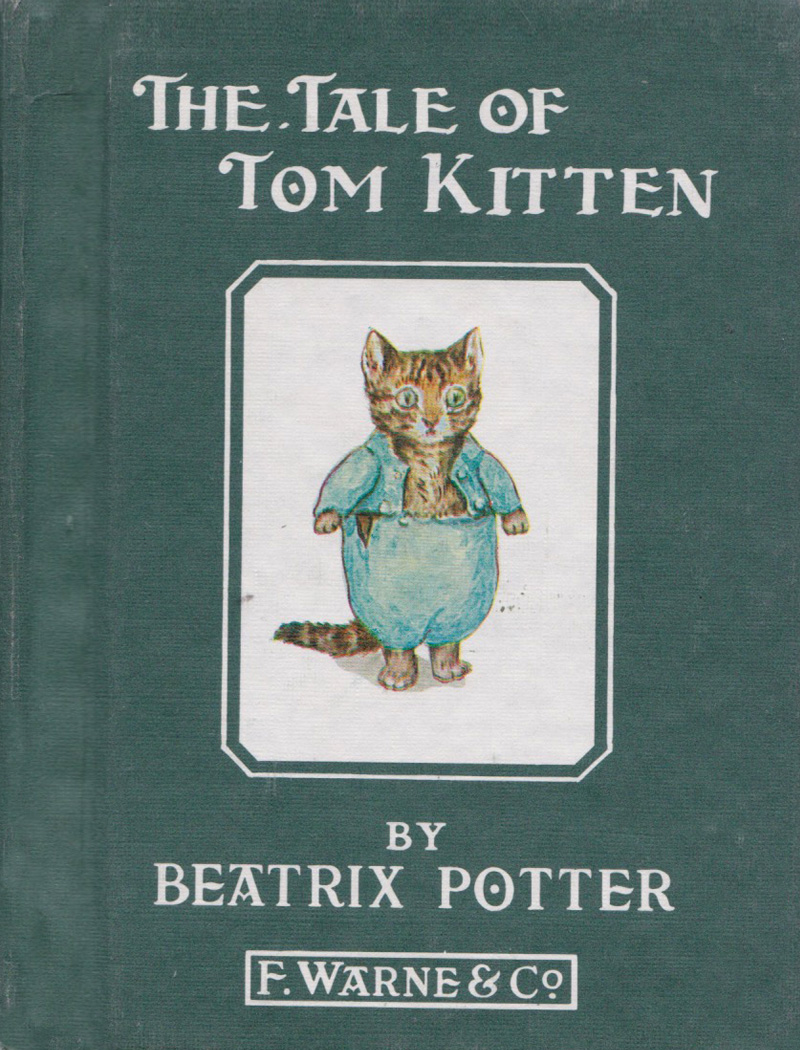 THE TALE OF
TOM KITTEN
BY
BEATRIX POTTER
F. WARNE & Co